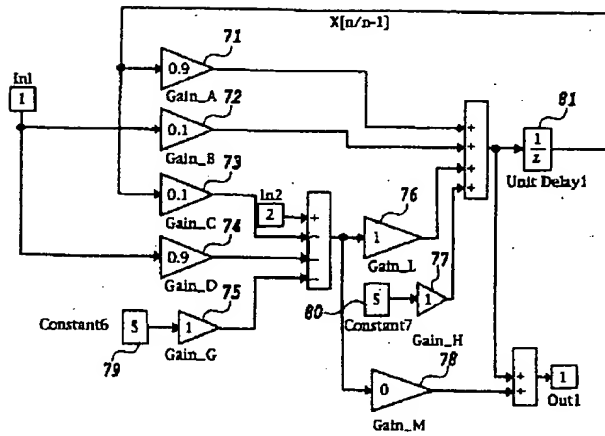 X[n/n-1]
71
0.9
Gain_A
In1
1
72
0.1
Gain_B
73
0.1
Gain_C
In2
2
74
0.9
Gain_D
75
Constant6
5
79
1
Gain_G
+
−
−
−
76
1
Gain_L
77
80
5
Constant7
1
Gain_H
78
0
Gain_M
+
+
+
+
81
1
z
Unit Delay1
+
+
1
Out1